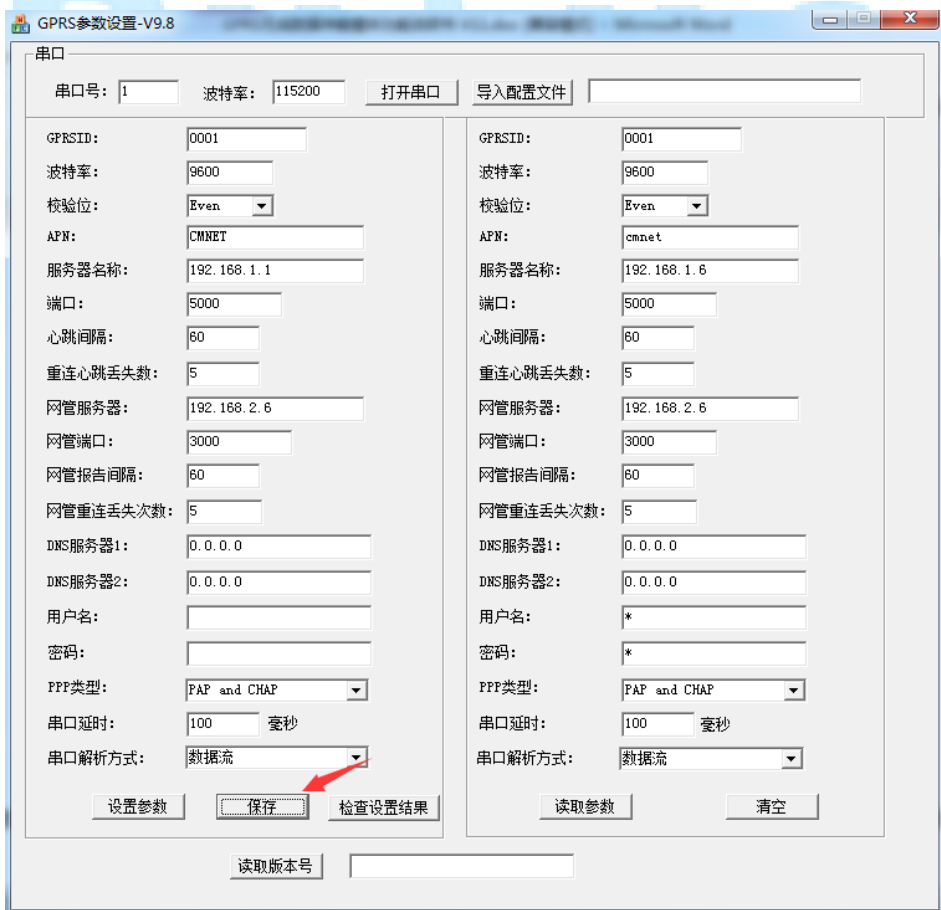 GPRS参数设置-V9.8
串口
串口号： 1 波特率： 115200 打开串口 导入配置文件
GPRSID: 0001 GPRSID: 0001
波特率： 9600 波特率： 9600
校验位： Even 校验位： Even
APN: CMNET APN: cmnet
服务器名称： 192.168.1.1 服务器名称： 192.168.1.6
端口： 5000 端口： 5000
心跳间隔： 60 心跳间隔： 60
重连心跳丢失数： 5 重连心跳丢失数： 5
网管服务器： 192.168.2.6 网管服务器： 192.168.2.6
网管端口： 3000 网管端口： 3000
网管报告间隔： 60 网管报告间隔： 60
网管重连丢失次数： 5 网管重连丢失次数： 5
DNS服务器1: 0.0.0.0 DNS服务器1: 0.0.0.0
DNS服务器2: 0.0.0.0 DNS服务器2: 0.0.0.0
用户名： 用户名： *
密码： 密码： *
PPP类型： PAP and CHAP PPP类型： PAP and CHAP
串口延时： 100 毫秒 串口延时： 100 毫秒
串口解析方式： 数据流 串口解析方式： 数据流
设置参数 保存 检查设置结果 读取参数 清空
读取版本号